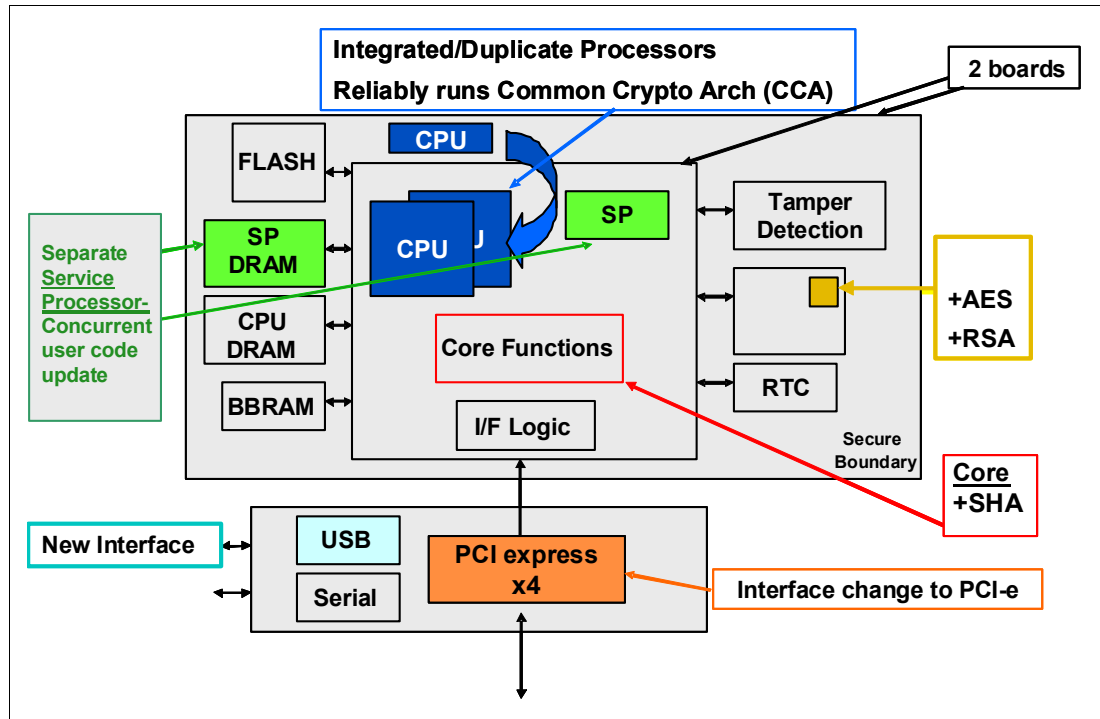 Integrated/Duplicate Processors
Reliably runs Common Crypto Arch (CCA)
2 boards
FLASH
CPU
SP
DRAM
CPU
U
SP
Tamper
Detection
Separate
Service
Processor-
Concurrent
user code
update
CPU
DRAM
Core Functions
+AES
+RSA
BBRAM
I/F Logic
RTC
Secure
Boundary
Core
+SHA
New Interface
USB
Serial
PCI express
x4
Interface change to PCI-e